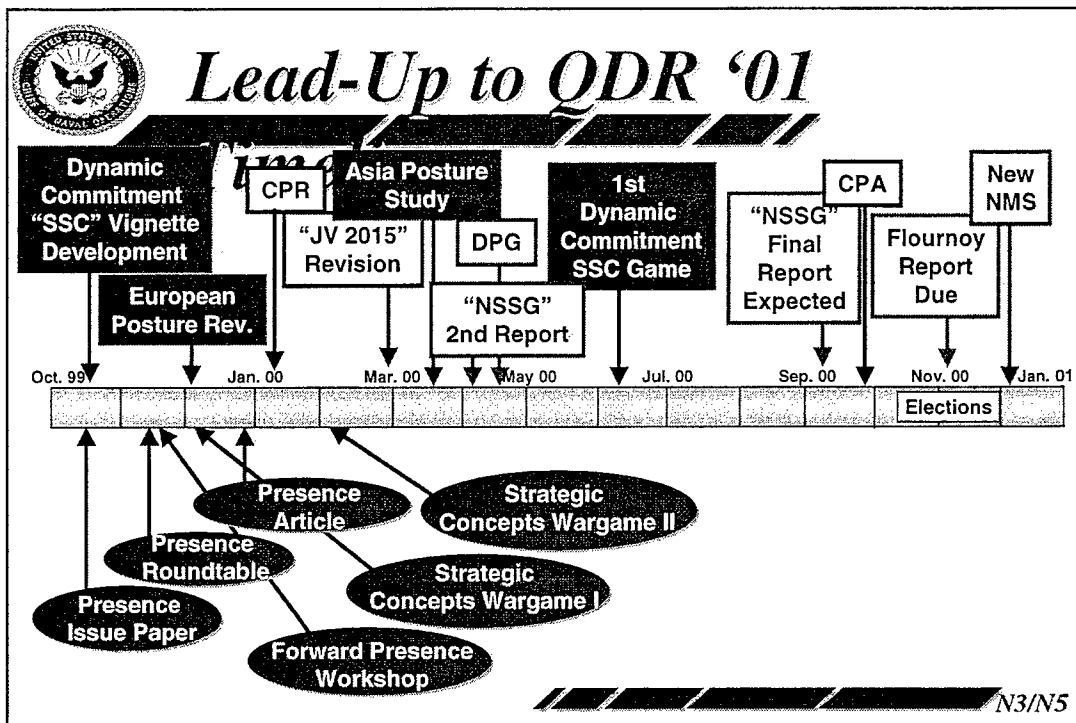 Lead-Up to QDR ‘01
Dynamic
Commitment
“SSC” Vignette
Development
European
Posture Rev.
CPR
Asia Posture
Study
“JV 2015”
Revision
DPG
“NSSG”
2nd Report
1st
Dynamic
Commitment
SSC Game
“NSSG”
Final
Report
Expected
CPA
Flournoy
Report
Due
New
NMS
Oct. 99
Jan. 00
Mar. 00
May 00
Jul. 00
Sep. 00
Nov. 00
Jan. 01
Elections
Presence
Article
Strategic
Concepts Wargame II
Presence
Roundtable
Strategic
Concepts Wargame I
Presence
Issue Paper
Forward Presence
Workshop
N3/N5